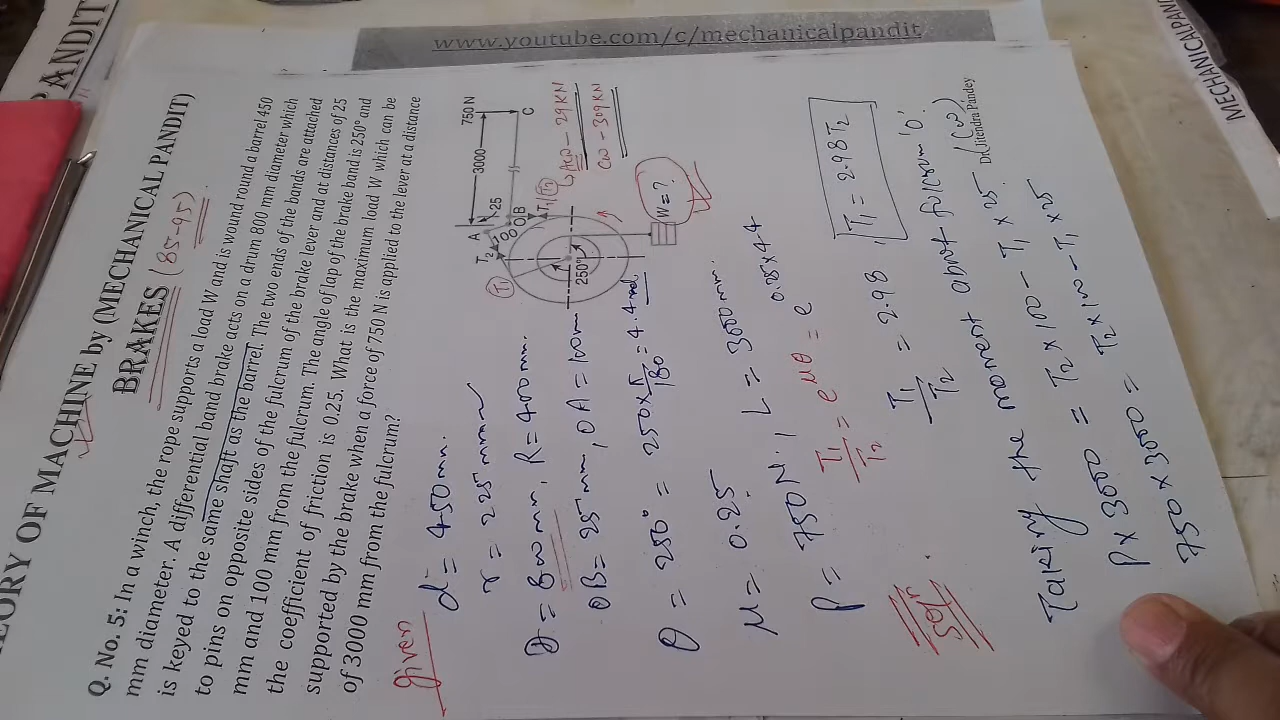 www.youtube.com/c/mechanicalpandit/
MECHANICALPAND
PANDIT
THEORY OF MACHINE by (MECHANICAL PANDIT)
BRAKES (85-95)
Q. No. 5: In a winch, the rope supports a load W and is wound round a barrel 450
mm diameter. A differential band brake acts on a drum 800 mm diameter which
is keyed to the same shaft as the barrel. The two ends of the bands are attached
to pins on opposite sides of the fulcrum of the brake lever and at distances of 25
mm and 100 mm from the fulcrum. The angle of lap of the brake band is 250° and
the coefficient of friction is 0.25. What is the maximum load W which can be
supported by the brake when a force of 750 N is applied to the lever at a distance
of 3000 mm from the fulcrum?
given
d = 450 mm.
r = 225 mm
D = 800 mm, R = 400 mm.
OB = 25 mm, OA = 100 mm
θ = 250° = 250 × π/180 = 4.4 rad
μ = 0.25
P = 750 N, L = 3000 mm.
T1/T2 = e^μθ = e^0.25×4.4
T1/T2 = 2.98, T1 = 2.98 T2
Solⁿ
Taking the moment about fulcrum 'O'.
P × 3000 = T2 × 100 - T1 × 25 - (ω)
750 × 3000 = T2 × 100 - T1 × 25
Dr. Jitendra Pandey
750 N
3000
25
A
O
B
C
T2
T1
250°
W = ?
ACW - 29 KN
CW - 309 KN